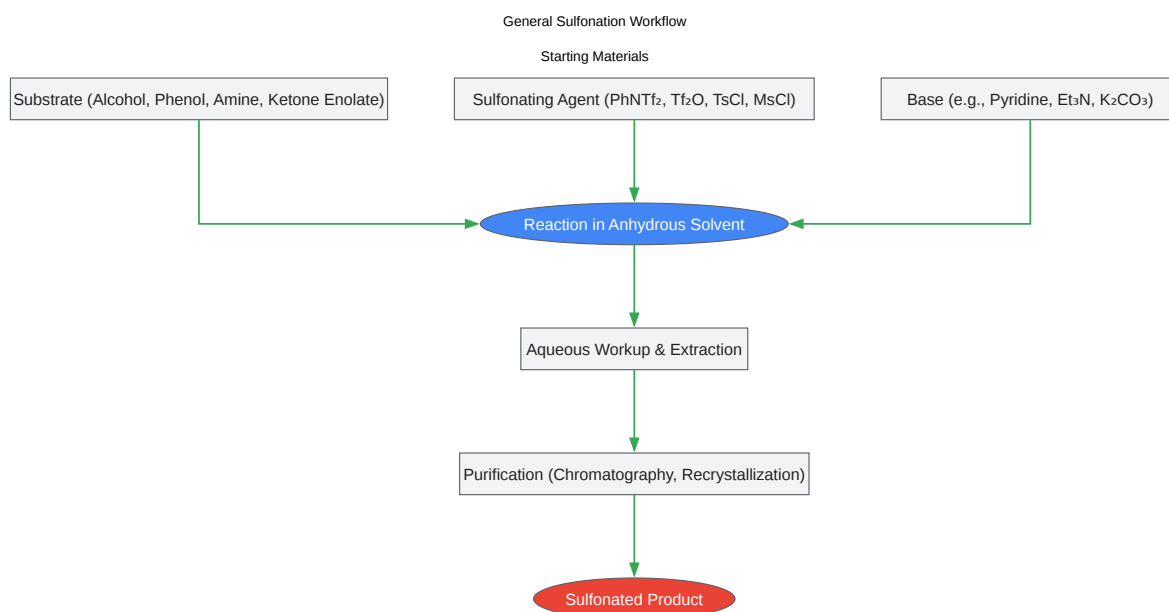 General Sulfonation Workflow
Starting Materials
Substrate (Alcohol, Phenol, Amine, Ketone Enolate)
Sulfonating Agent (PhNTf₂, Tf₂O, TsCl, MsCl)
Base (e.g., Pyridine, Et₃N, K₂CO₃)
Reaction in Anhydrous Solvent
Aqueous Workup & Extraction
Purification (Chromatography, Recrystallization)
Sulfonated Product